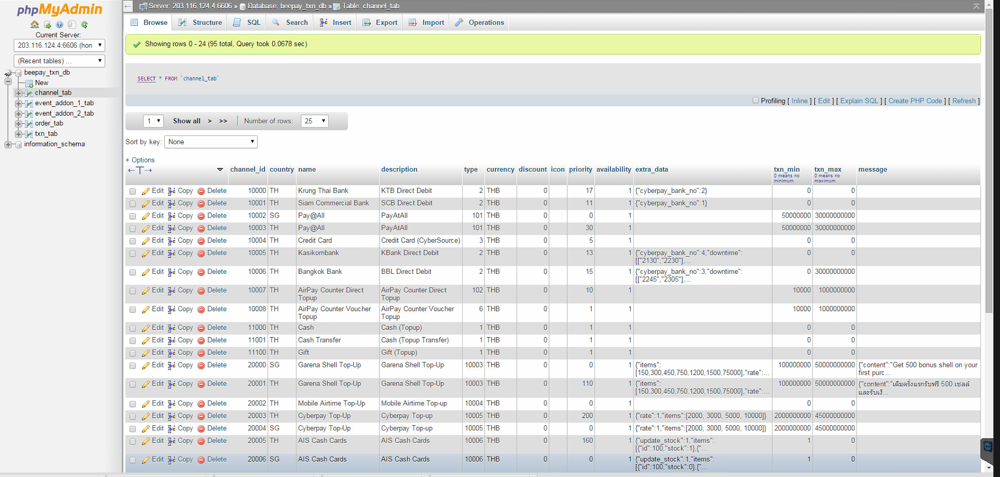 phpMyAdmin
Current Server:
203.116.124.4:6606 (hon
(Recent tables) ...
beepay_txn_db
New
channel_tab
event_addon_1_tab
event_addon_2_tab
order_tab
txn_tab
information_schema
Server: 203.116.124.4:6606 » Database: beepay_txn_db » Table: channel_tab
Browse Structure SQL Search Insert Export Import Operations
Showing rows 0 - 24 (95 total, Query took 0.0678 sec)
SELECT * FROM `channel_tab`
Profiling [ Inline ] [ Edit ] [ Explain SQL ] [ Create PHP Code ] [ Refresh ]
1 Show all > >> Number of rows: 25
Sort by key: None
+ Options
←T→ channel_id country name description type currency discount icon priority availability extra_data txn_min txn_max message
0 means no minimum 0 means no maximum
Edit Copy Delete 10000 TH Krung Thai Bank KTB Direct Debit 2 THB 0 17 1 {"cyberpay_bank_no":2} 0 0
Edit Copy Delete 10001 TH Siam Commercial Bank SCB Direct Debit 2 THB 0 11 1 {"cyberpay_bank_no":1} 0 0
Edit Copy Delete 10002 SG Pay@All PayAtAll 101 THB 0 0 1 50000000 30000000000
Edit Copy Delete 10003 TH Pay@All PayAtAll 101 THB 0 30 1 50000000 30000000000
Edit Copy Delete 10004 TH Credit Card Credit Card (CyberSource) 3 THB 0 5 1 0 0
Edit Copy Delete 10005 TH Kasikornbank KBank Direct Debit 2 THB 0 13 1 {"cyberpay_bank_no":4,"downtime": 0 0
[["2130","2230"],...
Edit Copy Delete 10006 TH Bangkok Bank BBL Direct Debit 2 THB 0 15 1 {"cyberpay_bank_no":3,"downtime": 0 30000000000
[["2245","2305"],...
Edit Copy Delete 10007 TH AirPay Counter Direct AirPay Counter Direct 102 THB 0 10 1 10000 1000000000
Topup Topup
Edit Copy Delete 10008 TH AirPay Counter Voucher AirPay Counter Voucher 6 THB 0 1 1 10000 1000000000
Topup Topup
Edit Copy Delete 11000 TH Cash Cash (Topup) 1 THB 0 1 1 0 0
Edit Copy Delete 11001 TH Cash Transfer Cash (Topup Transfer) 1 THB 0 1 1 0 0
Edit Copy Delete 11100 TH Gift Gift (Topup) 1 THB 0 1 1 0 0
Edit Copy Delete 20000 SG Garena Shell Top-Up Garena Shell Top-Up 10003 THB 0 0 1 {"items": 100000000 50000000000 {"content":"Get 500 bonus shell on your
[150,300,450,750,1200,1500,75000],"rate":... first purc...
Edit Copy Delete 20001 TH Garena Shell Top-Up Garena Shell Top-Up 10003 THB 0 110 1 {"items": 100000000 50000000000 {"content":"เติมครั้งแรกรับฟรี 500 เชลล์
[150,300,450,750,1200,1500,75000],"rate":... และรับเงิ...
Edit Copy Delete 20002 TH Mobile Airtime Top-Up Mobile Airtime Top-up 10004 THB 0 0 1 0 0
Edit Copy Delete 20003 TH Cyberpay Top-Up Cyberpay Top-up 10005 THB 0 200 1 {"rate":1,"items":[2000, 3000, 5000, 10000]} 2000000000 45000000000
Edit Copy Delete 20004 SG Cyberpay Top-Up Cyberpay Top-up 10005 THB 0 0 1 {"rate":1,"items":[2000, 3000, 5000, 10000]} 2000000000 45000000000
Edit Copy Delete 20005 TH AIS Cash Cards AIS Cash Cards 10006 THB 0 160 1 {"update_stock":1,"items": 1 0
[{"id":100,"stock":1},{"...
Edit Copy Delete 20006 SG AIS Cash Cards AIS Cash Cards 10006 THB 0 0 1 {"update_stock":1,"items": 1 0
[{"id":100,"stock":0},{"...